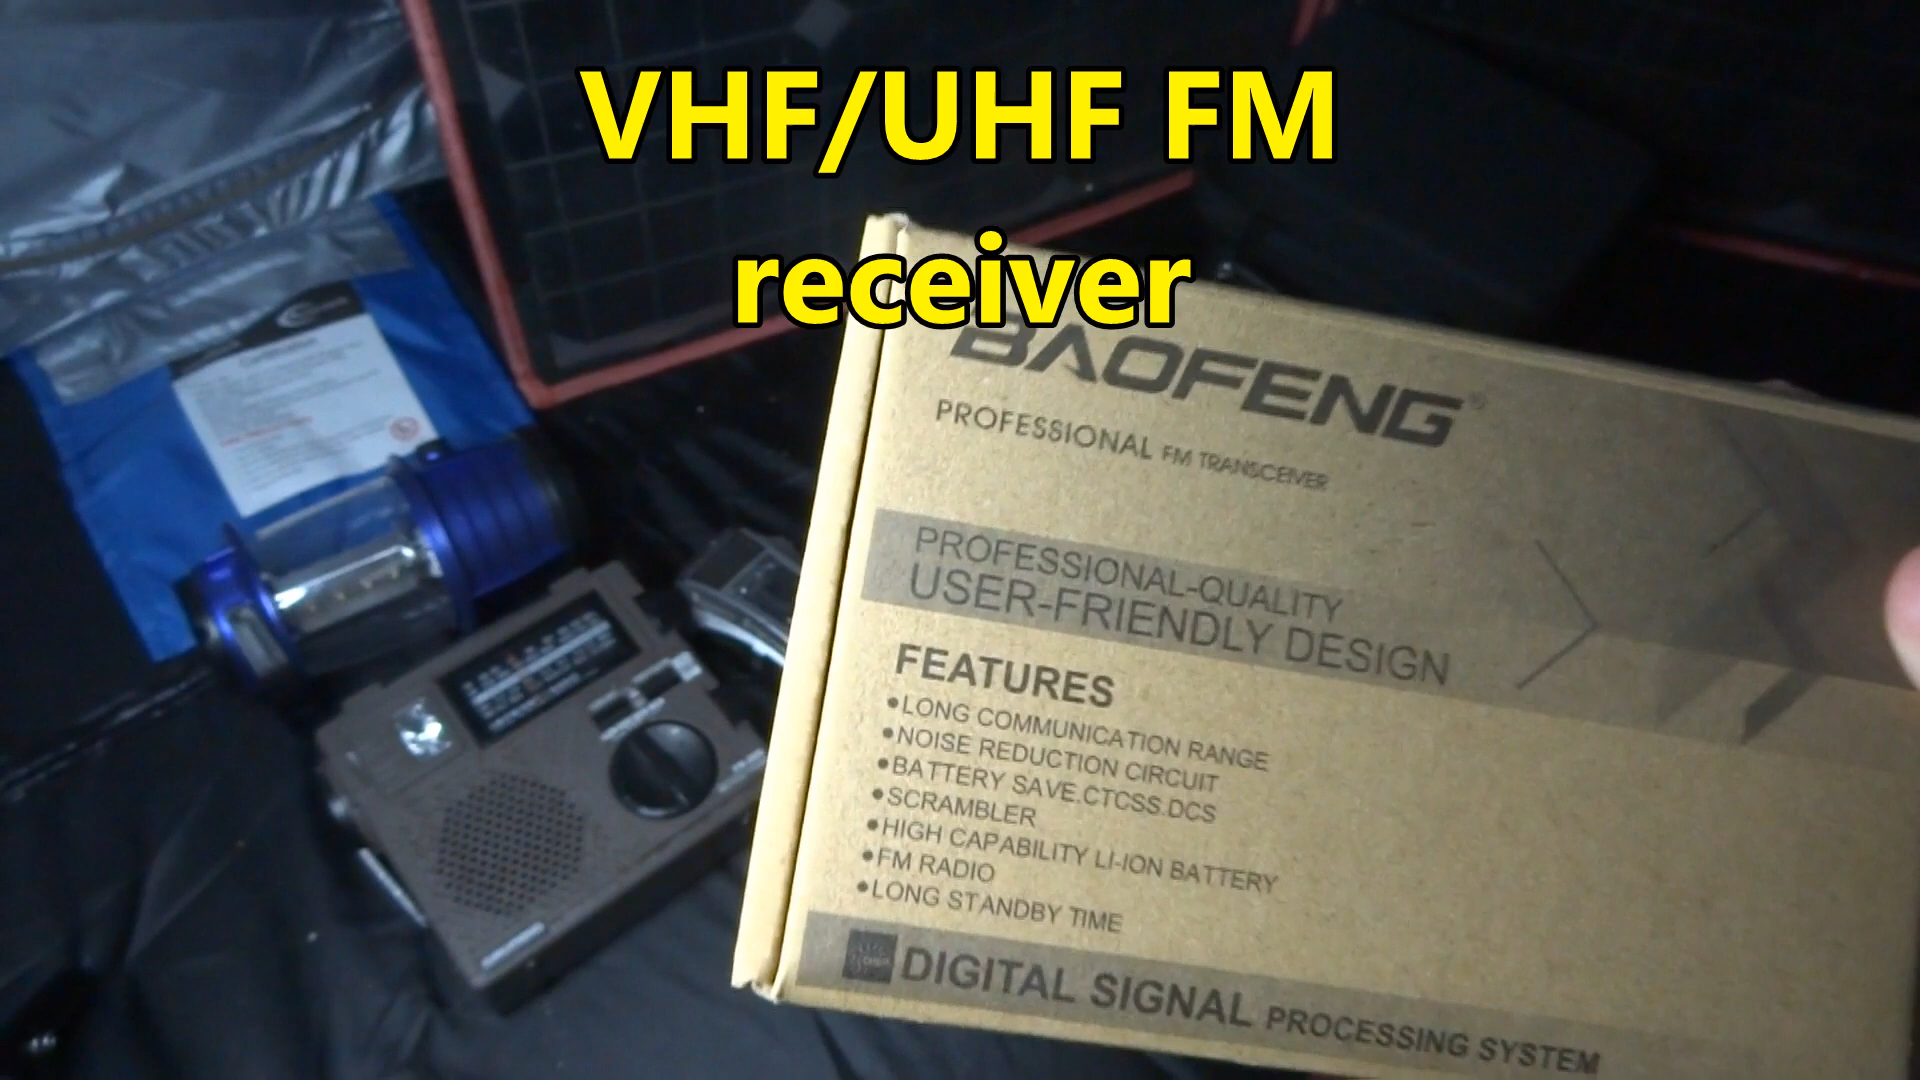 VHF/UHF FM
receiver
BAOFENG
PROFESSIONAL FM TRANSCEIVER
PROFESSIONAL-QUALITY
USER-FRIENDLY DESIGN
FEATURES
•LONG COMMUNICATION RANGE
•NOISE REDUCTION CIRCUIT
•BATTERY SAVE.CTCSS.DCS
•SCRAMBLER
•HIGH CAPABILITY LI-ION BATTERY
•FM RADIO
•LONG STANDBY TIME
DIGITAL SIGNAL PROCESSING SYSTEM